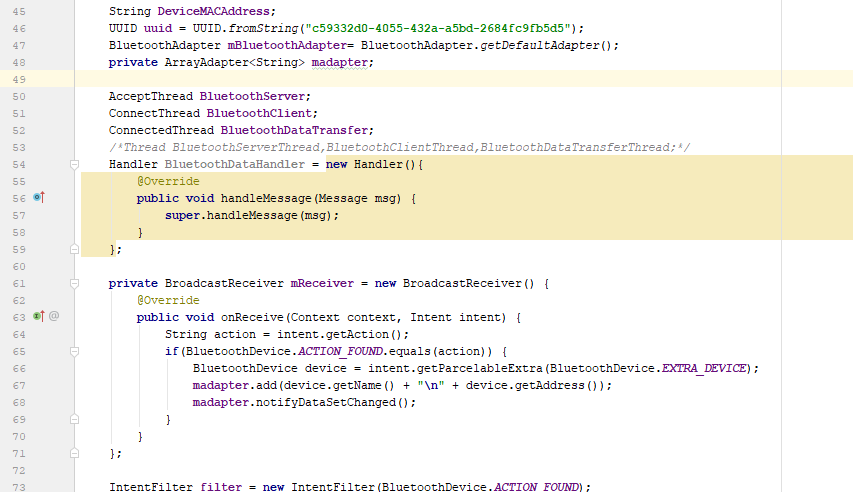 45 String DeviceMACAddress;
46 UUID uuid = UUID.fromString("c59332d0-4055-432a-a5bd-2684fc9fb5d5");
47 BluetoothAdapter mBluetoothAdapter= BluetoothAdapter.getDefaultAdapter();
48 private ArrayAdapter<String> madapter;
49
50 AcceptThread BluetoothServer;
51 ConnectThread BluetoothClient;
52 ConnectedThread BluetoothDataTransfer;
53 /*Thread BluetoothServerThread,BluetoothClientThread,BluetoothDataTransferThread;*/
54 Handler BluetoothDataHandler = new Handler(){
55 @Override
56 public void handleMessage(Message msg) {
57 super.handleMessage(msg);
58 }
59 };
60
61 private BroadcastReceiver mReceiver = new BroadcastReceiver() {
62 @Override
63 @ public void onReceive(Context context, Intent intent) {
64 String action = intent.getAction();
65 if(BluetoothDevice.ACTION_FOUND.equals(action)) {
66 BluetoothDevice device = intent.getParcelableExtra(BluetoothDevice.EXTRA_DEVICE);
67 madapter.add(device.getName() + "\n" + device.getAddress());
68 madapter.notifyDataSetChanged();
69 }
70 }
71 };
72
73 IntentFilter filter = new IntentFilter(BluetoothDevice.ACTION_FOUND);